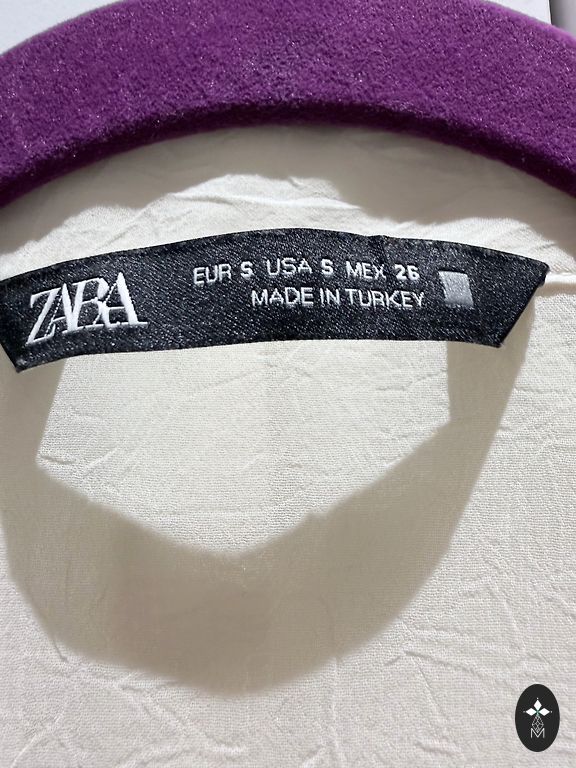 ZARA
EUR S USA S MEX 26
MADE IN TURKEY
M